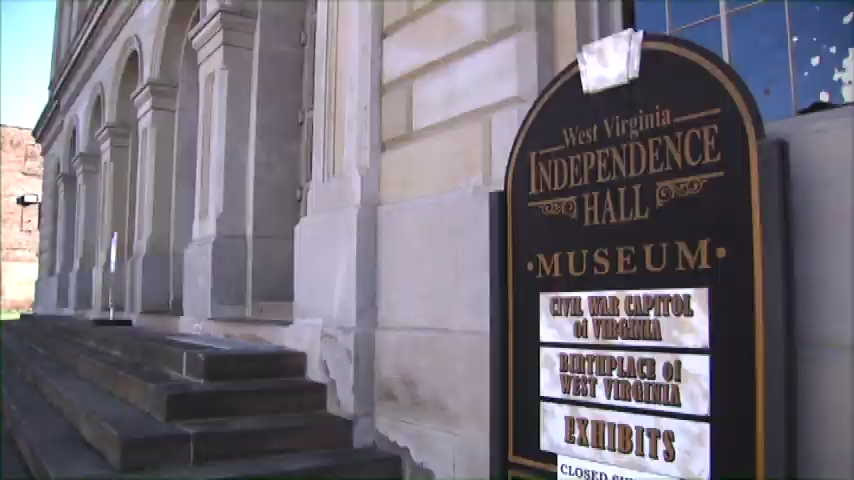 West Virginia
INDEPENDENCE
HALL
• MUSEUM •
CIVIL WAR CAPITOL
of VIRGINIA
BIRTHPLACE of
WEST VIRGINIA
EXHIBITS
CLOSED